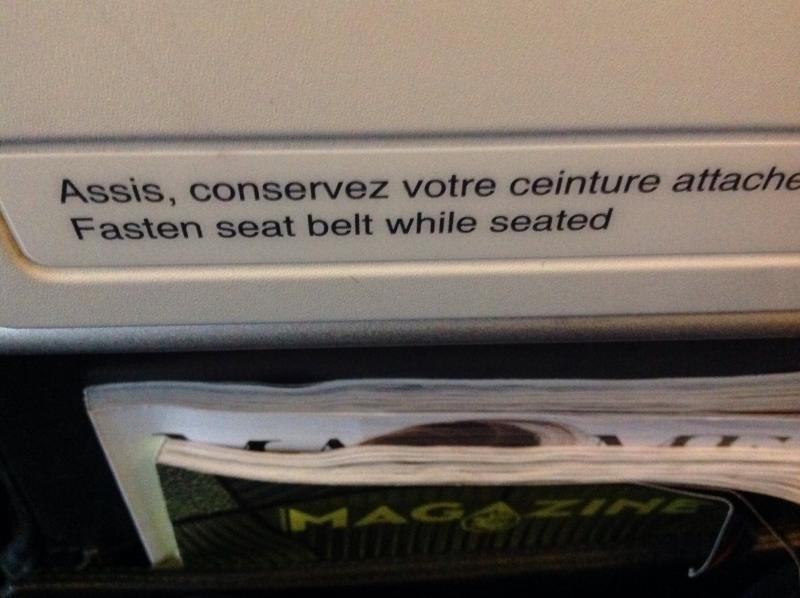 Assis, conservez votre ceinture attache
Fasten seat belt while seated
MAGAZINE